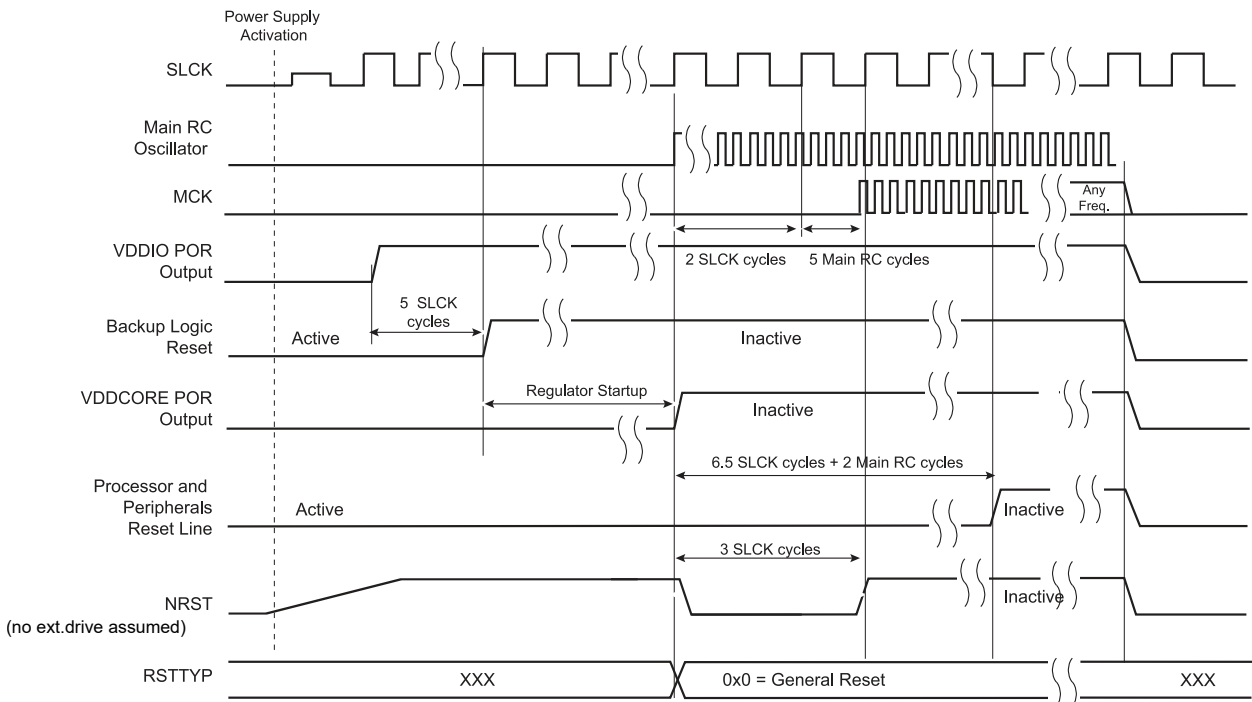 Power Supply
Activation
SLCK
Main RC
Oscillator
MCK
Any
Freq.
2 SLCK cycles
5 Main RC cycles
VDDIO POR
Output
5 SLCK
cycles
Backup Logic
Reset
Active
Inactive
Regulator Startup
VDDCORE POR
Output
Inactive
6.5 SLCK cycles + 2 Main RC cycles
Processor and
Peripherals
Reset Line
Active
Inactive
3 SLCK cycles
NRST
(no ext.drive assumed)
Inactive
RSTTYP
XXX
0x0 = General Reset
XXX